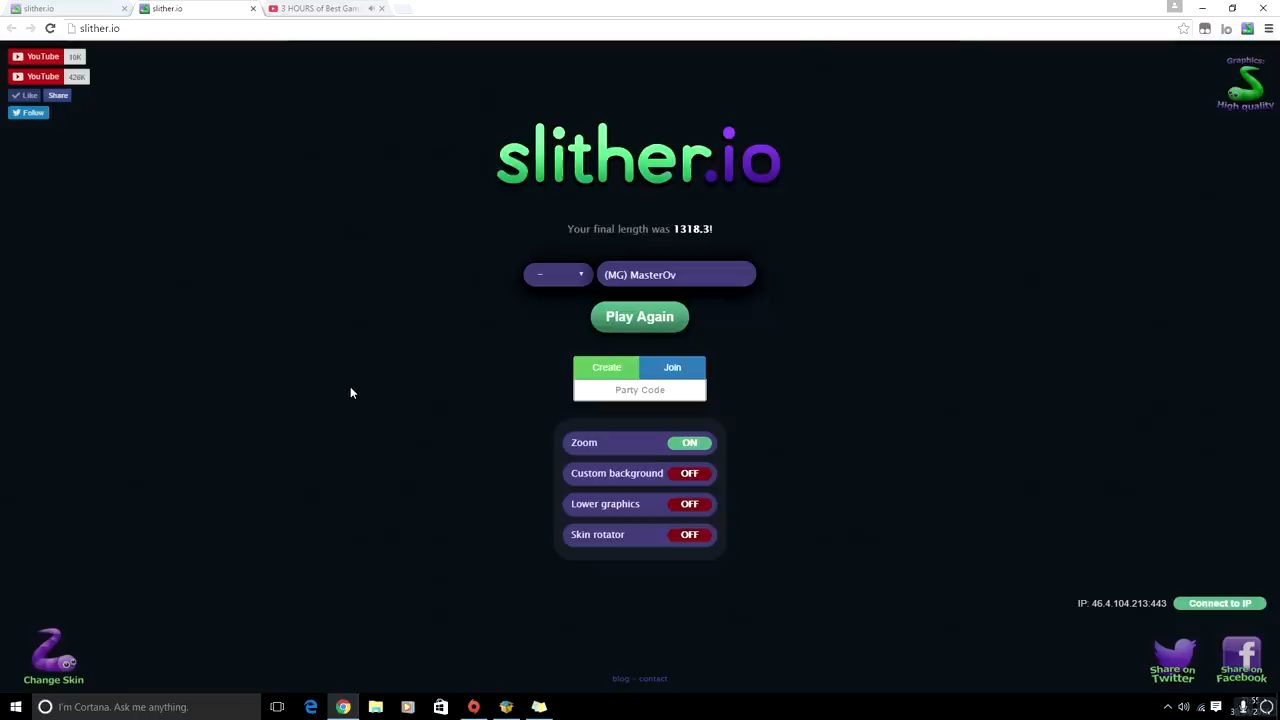 slither.io
slither.io
3 HOURS of Best Gam
slither.io
YouTube 10K
YouTube 426K
Like Share
Follow
Graphics:
High quality
slither.io
Your final length was 1318.3!
– (MG) MasterOv
Play Again
Create Join
Party Code
Zoom ON
Custom background OFF
Lower graphics OFF
Skin rotator OFF
IP: 46.4.104.213:443 Connect to IP
Change Skin
blog - contact
Share on Twitter
Share on Facebook
I'm Cortana. Ask me anything.